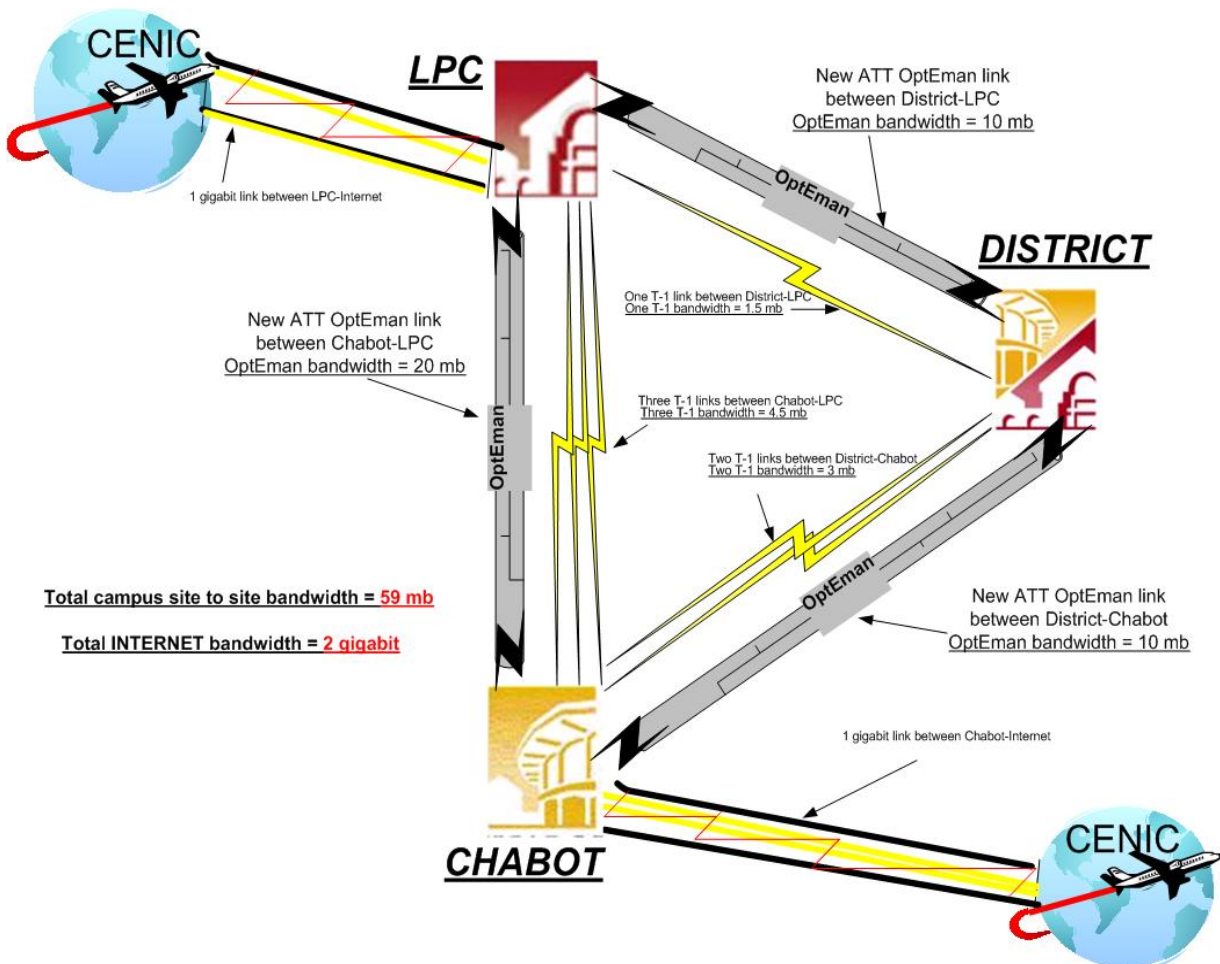 CENIC
LPC
New ATT OptEman link
between District-LPC
OptEman bandwidth = 10 mb
1 gigabit link between LPC-Internet
OptEman
DISTRICT
One T-1 link between District-LPC
One T-1 bandwidth = 1.5 mb
New ATT OptEman link
between Chabot-LPC
OptEman bandwidth = 20 mb
OptEman
Three T-1 links between Chabot-LPC
Three T-1 bandwidth = 4.5 mb
Two T-1 links between District-Chabot
Two T-1 bandwidth = 3 mb
OptEman
Total campus site to site bandwidth = 59 mb
Total INTERNET bandwidth = 2 gigabit
New ATT OptEman link
between District-Chabot
OptEman bandwidth = 10 mb
1 gigabit link between Chabot-Internet
CHABOT
CENIC